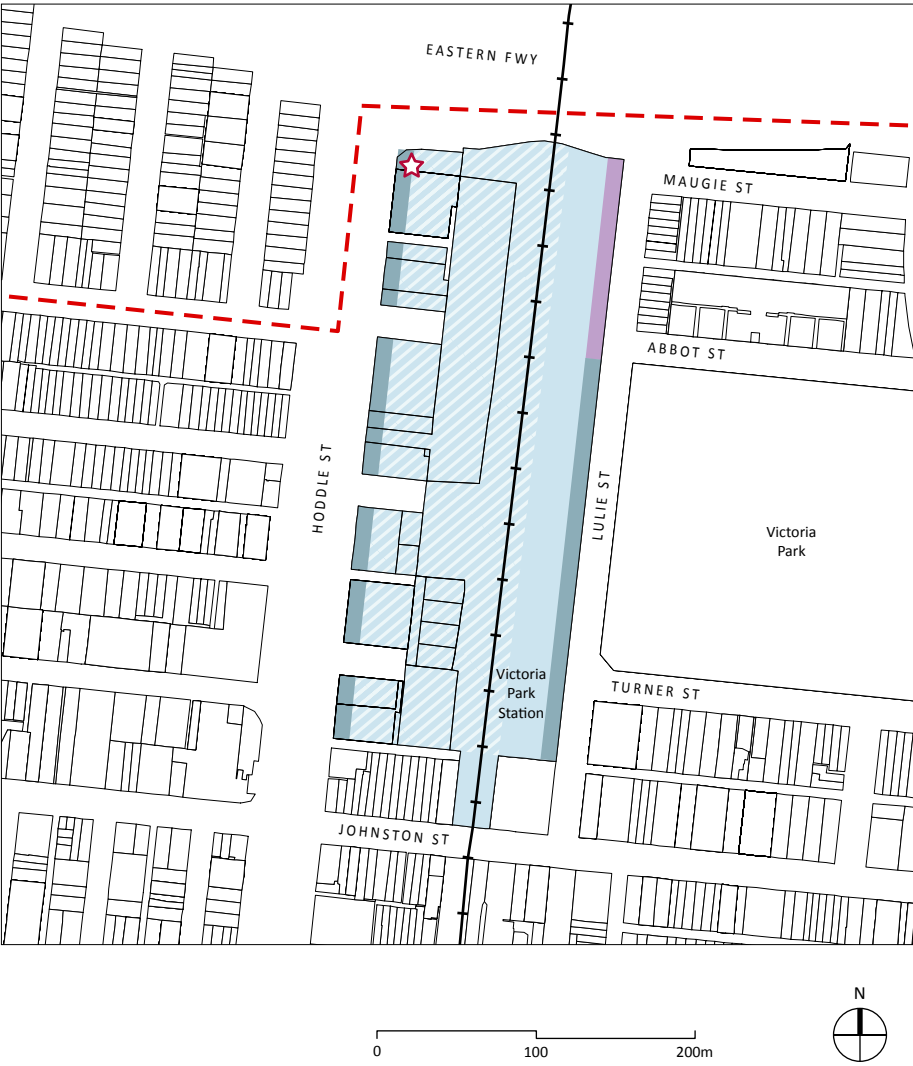 EASTERN FWY
MAUGIE ST
ABBOT ST
HODDLE ST
LULIE ST
Victoria
Park
Victoria
Park
Station
TURNER ST
JOHNSTON ST
N
0 100 200m